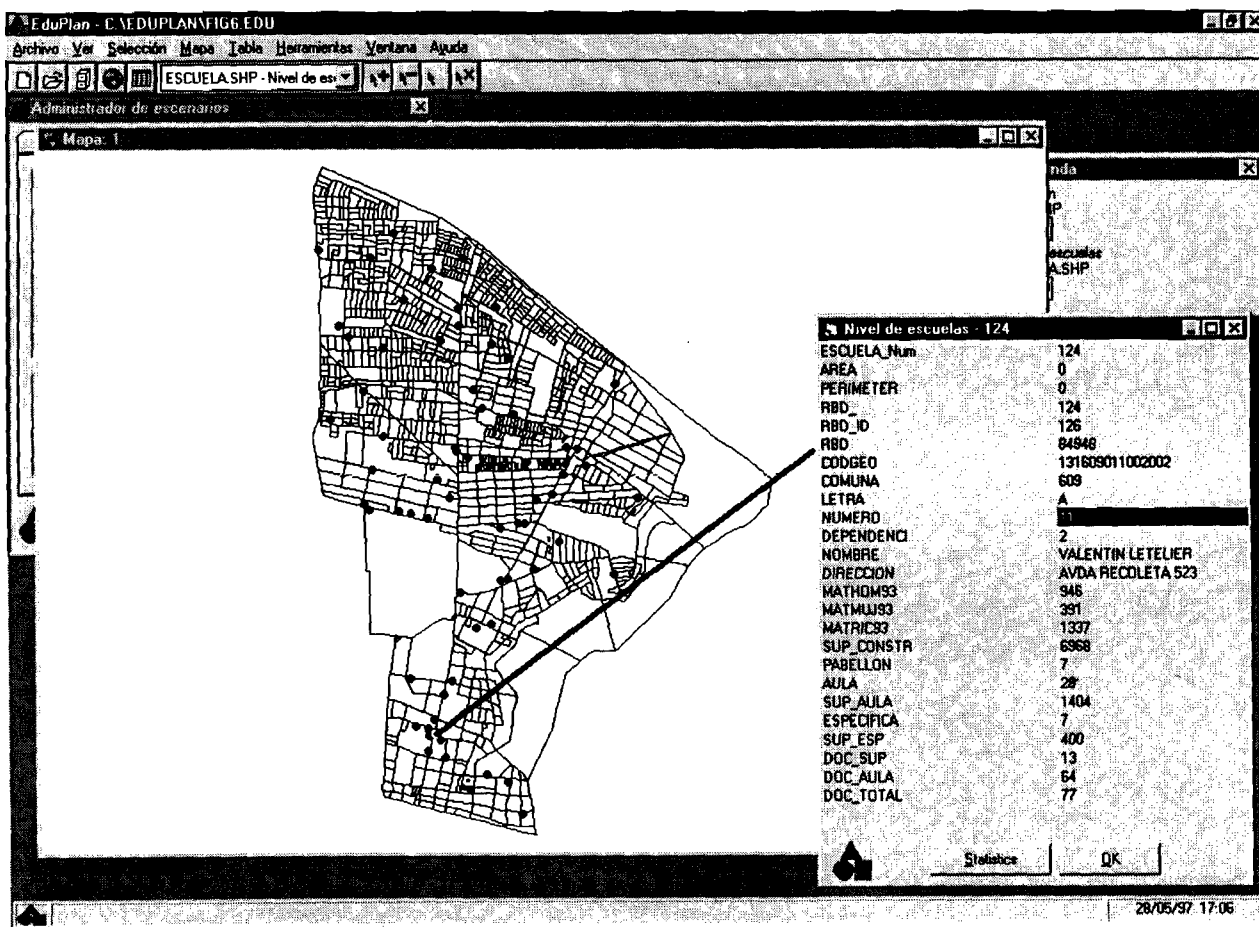 EduPlan - C:\EDUPLAN\FIG6.EDU
Archivo Ver Selección Mapa Tabla Herramientas Ventana Ayuda
ESCUELA.SHP - Nivel de es
Administrador de escenarios
Mapa: 1
nda
escuelas
A.SHP
Nivel de escuelas - 124
ESCUELA_Num 124
AREA 0
PERIMETER 0
RBD_ 124
RBD_ID 126
RBD 84948
CODGEO 131609011002002
COMUNA 609
LETRA A
NUMERO 11
DEPENDENCI 2
NOMBRE VALENTIN LETELIER
DIRECCION AVDA RECOLETA 523
MATHOM93 946
MATMUJ93 391
MATRIC93 1337
SUP_CONSTR 6968
PABELLON 7
AULA 28
SUP_AULA 1404
ESPECIFICA 7
SUP_ESP 400
DOC_SUP 13
DOC_AULA 64
DOC_TOTAL 77
Statistics OK
28/05/97 17:06